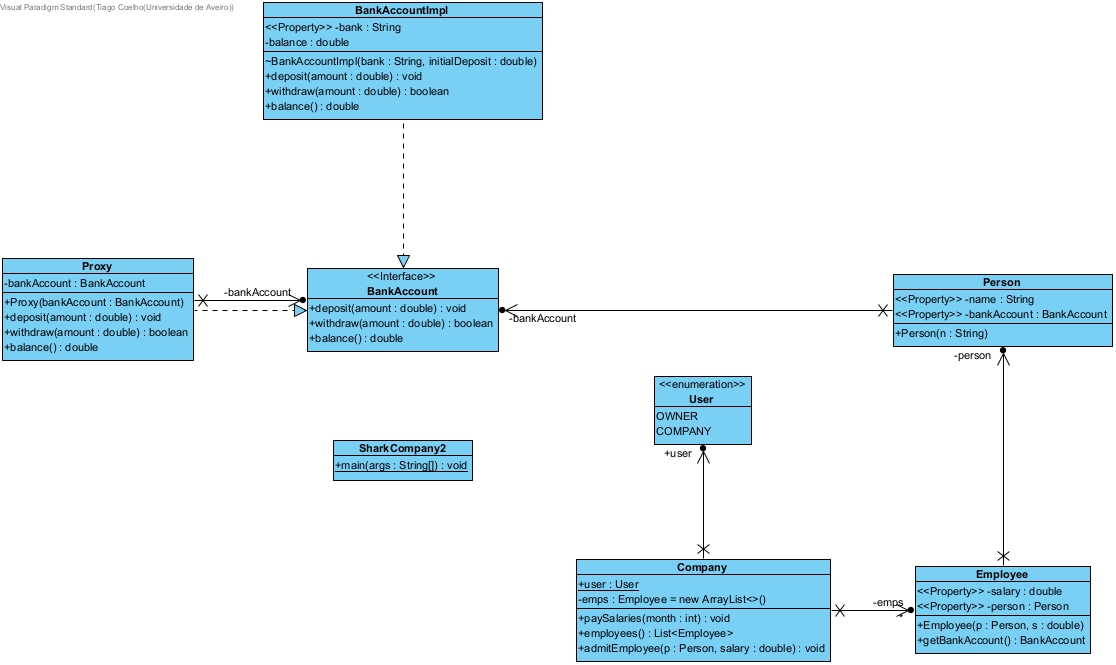 Visual Paradigm Standard(Tiago Coelho(Universidade de Aveiro))
BankAccountImpl
<<Property>> -bank : String
-balance : double
~BankAccountImpl(bank : String, initialDeposit : double)
+deposit(amount : double) : void
+withdraw(amount : double) : boolean
+balance() : double
Proxy
-bankAccount : BankAccount
+Proxy(bankAccount : BankAccount)
+deposit(amount : double) : void
+withdraw(amount : double) : boolean
+balance() : double
-bankAccount
<<Interface>>
BankAccount
+deposit(amount : double) : void
+withdraw(amount : double) : boolean
+balance() : double
-bankAccount
Person
<<Property>> -name : String
<<Property>> -bankAccount : BankAccount
+Person(n : String)
-person
<<enumeration>>
User
OWNER
COMPANY
+user
SharkCompany2
+main(args : String[]) : void
Company
+user : User
-emps : Employee = new ArrayList<>()
+paySalaries(month : int) : void
+employees() : List<Employee>
+admitEmployee(p : Person, salary : double) : void
-emps
Employee
<<Property>> -salary : double
<<Property>> -person : Person
+Employee(p : Person, s : double)
+getBankAccount() : BankAccount